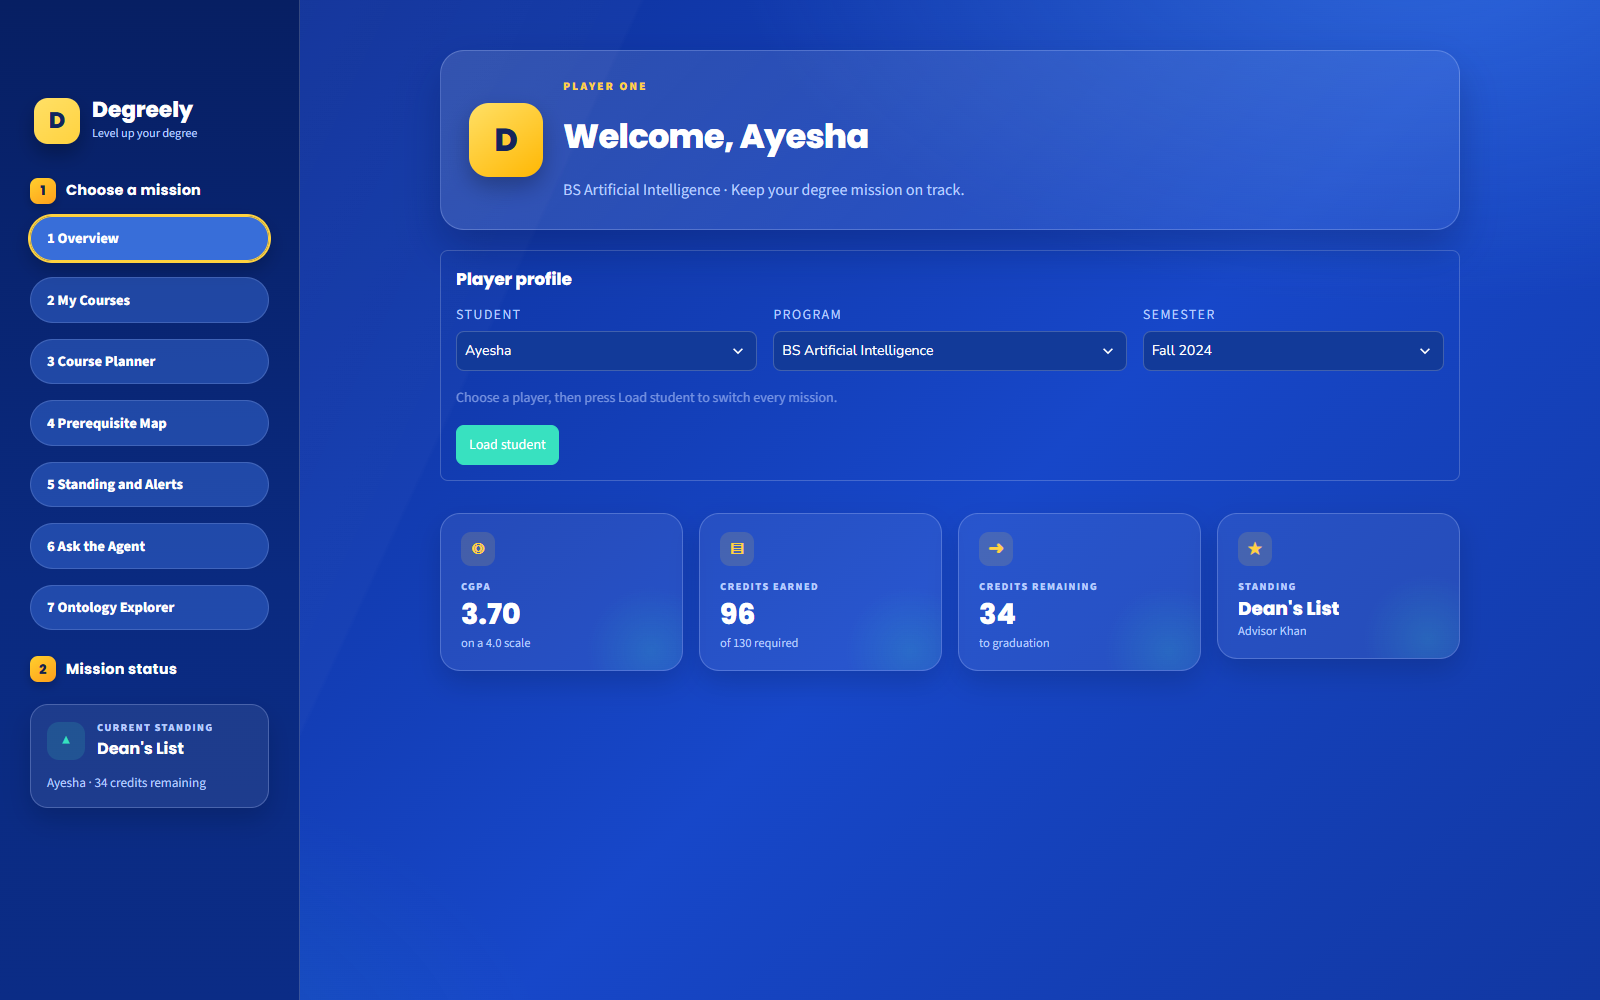 D
Degreely
Level up your degree
1 Choose a mission
1 Overview
2 My Courses
3 Course Planner
4 Prerequisite Map
5 Standing and Alerts
6 Ask the Agent
7 Ontology Explorer
2 Mission status
CURRENT STANDING
Dean's List
Ayesha · 34 credits remaining
PLAYER ONE
D
Welcome, Ayesha
BS Artificial Intelligence · Keep your degree mission on track.
Player profile
STUDENT PROGRAM SEMESTER
Ayesha BS Artificial Intelligence Fall 2024
Choose a player, then press Load student to switch every mission.
Load student
CGPA
3.70
on a 4.0 scale
CREDITS EARNED
96
of 130 required
CREDITS REMAINING
34
to graduation
STANDING
Dean's List
Advisor Khan